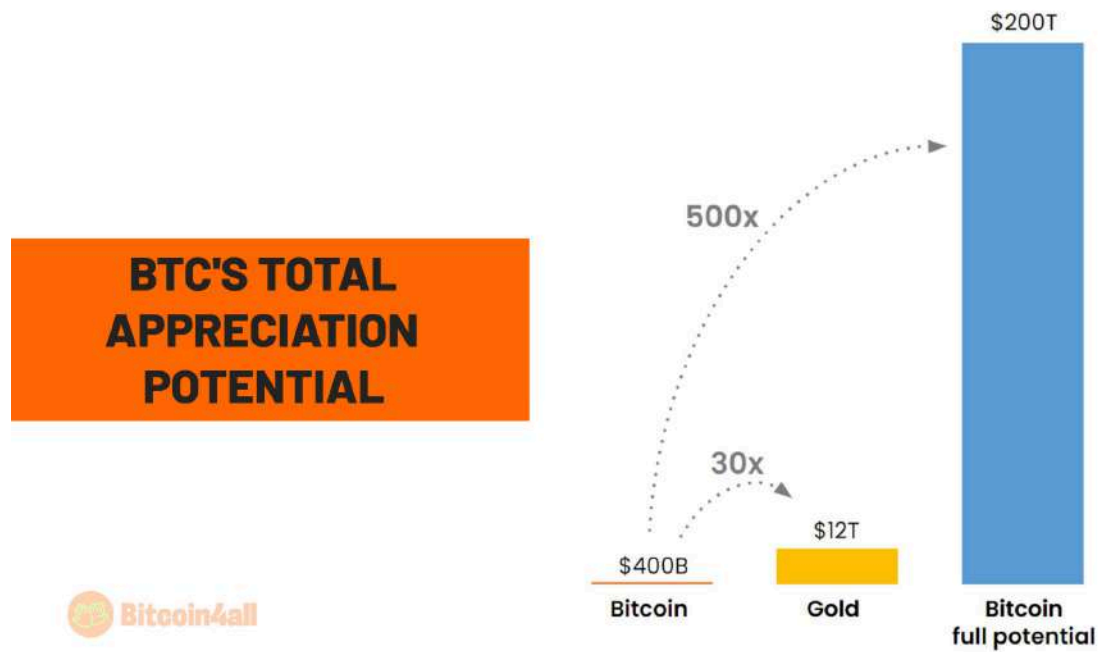 BTC'S TOTAL
APPRECIATION
POTENTIAL
Bitcoin4all
$200T
500x
30x
$12T
$400B
Bitcoin
Gold
Bitcoin
full potential